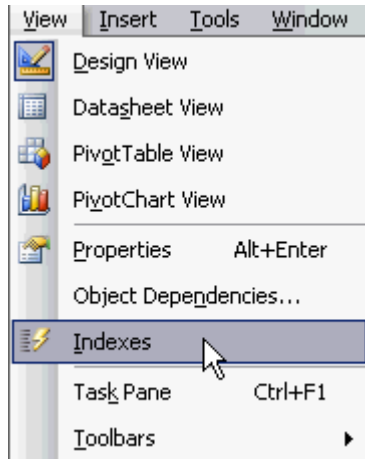 View Insert Tools Window
Design View
Datasheet View
PivotTable View
PivotChart View
Properties Alt+Enter
Object Dependencies...
Indexes
Task Pane Ctrl+F1
Toolbars